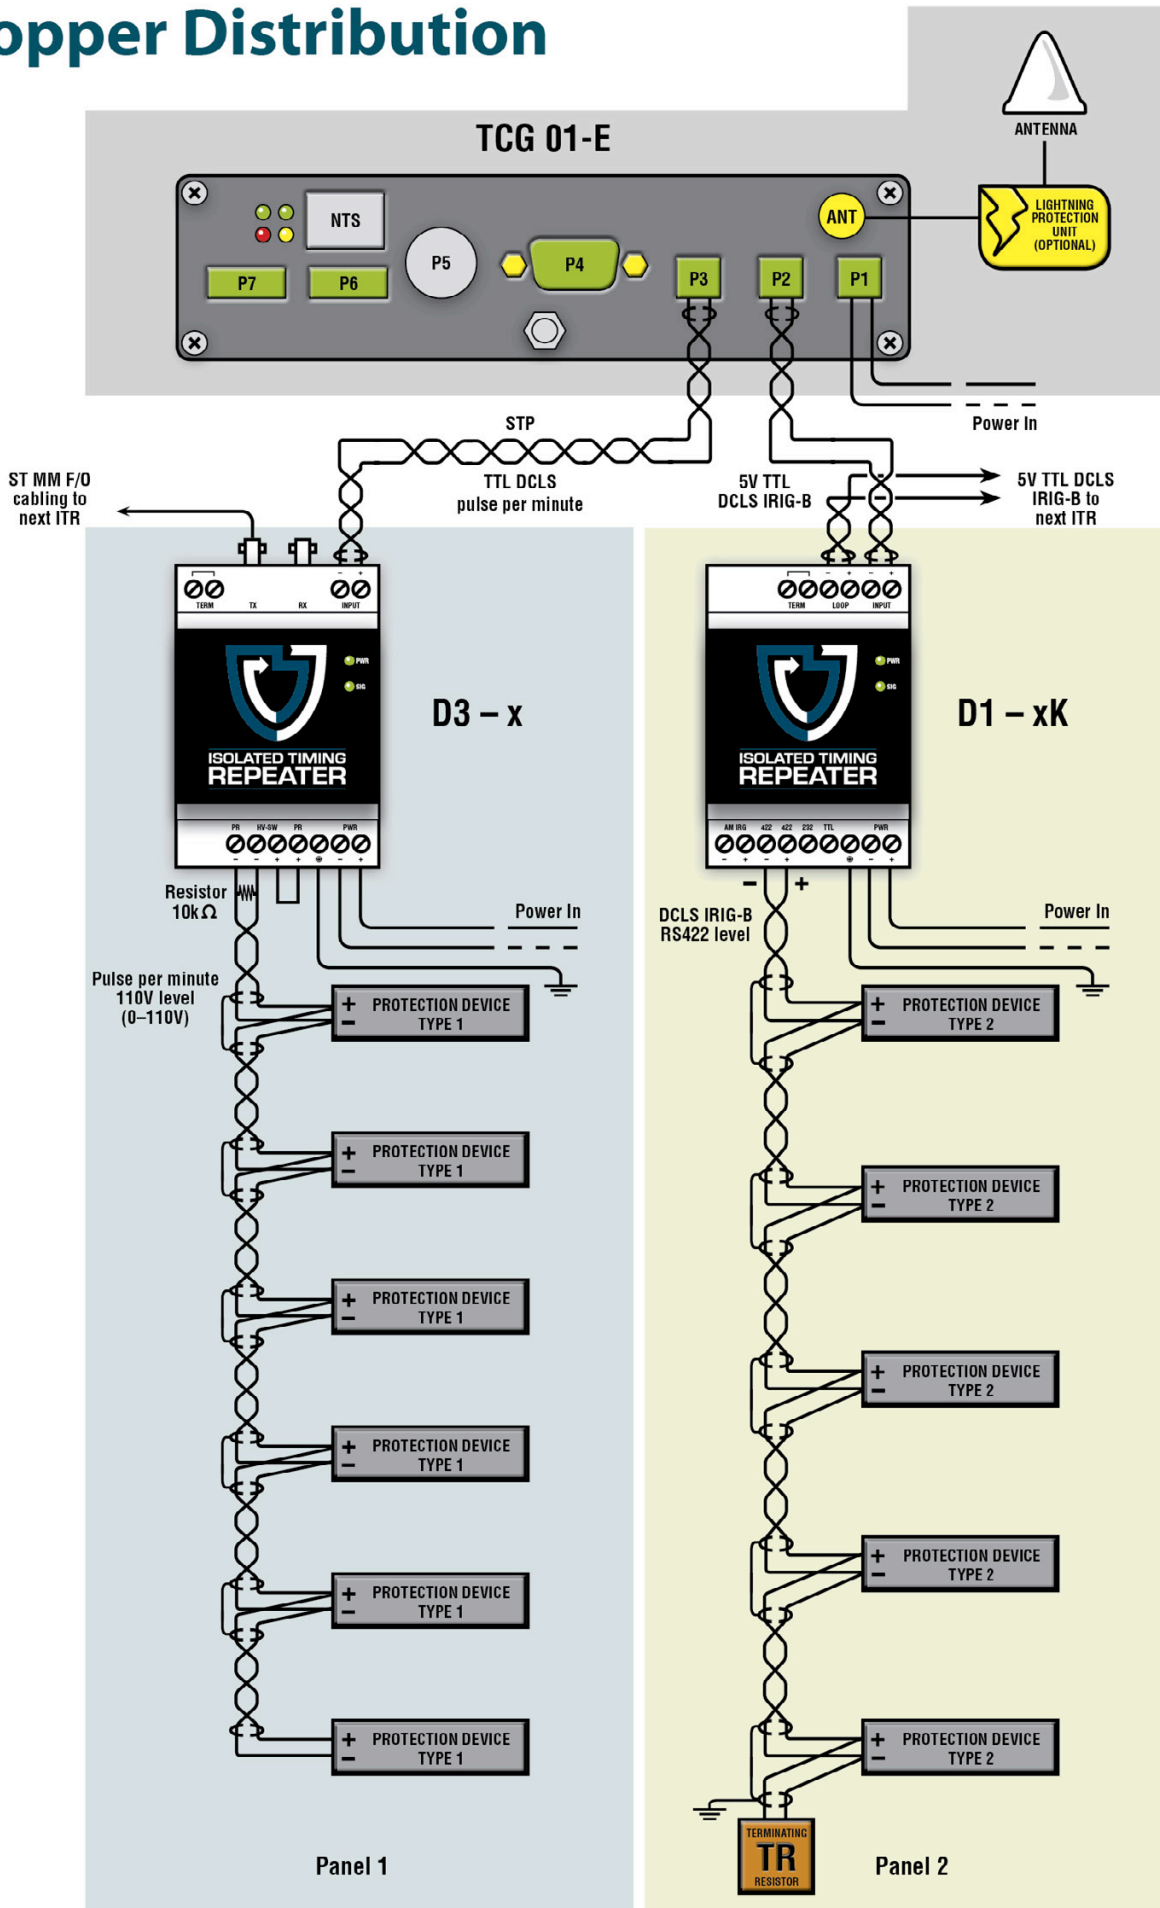 opper Distribution
ANTENNA
TCG 01-E
LIGHTNING
PROTECTION
UNIT
(OPTIONAL)
NTS
ANT
P7
P6
P5
P4
P3
P2
P1
Power In
STP
TTL DCLS
pulse per minute
5V TTL
DCLS IRIG-B
5V TTL DCLS
IRIG-B to
next ITR
ST MM F/O
cabling to
next ITR
- +
TERM TX RX INPUT
PWR
SIG
ISOLATED TIMING
REPEATER
D3 – x
PR HV-SW PR PWR
- - + + - +
- + - +
TERM LOOP INPUT
PWR
SIG
ISOLATED TIMING
REPEATER
D1 – xK
AM IRG 422 422 232 TTL PWR
- + - + - +
Resistor
10kΩ
Power In
Pulse per minute
110V level
(0–110V)
+ PROTECTION DEVICE
– TYPE 1
+ PROTECTION DEVICE
– TYPE 1
+ PROTECTION DEVICE
– TYPE 1
+ PROTECTION DEVICE
– TYPE 1
+ PROTECTION DEVICE
– TYPE 1
+ PROTECTION DEVICE
– TYPE 1
Panel 1
– +
DCLS IRIG-B
RS422 level
Power In
+ PROTECTION DEVICE
– TYPE 2
+ PROTECTION DEVICE
– TYPE 2
+ PROTECTION DEVICE
– TYPE 2
+ PROTECTION DEVICE
– TYPE 2
+ PROTECTION DEVICE
– TYPE 2
TERMINATING
TR
RESISTOR
Panel 2